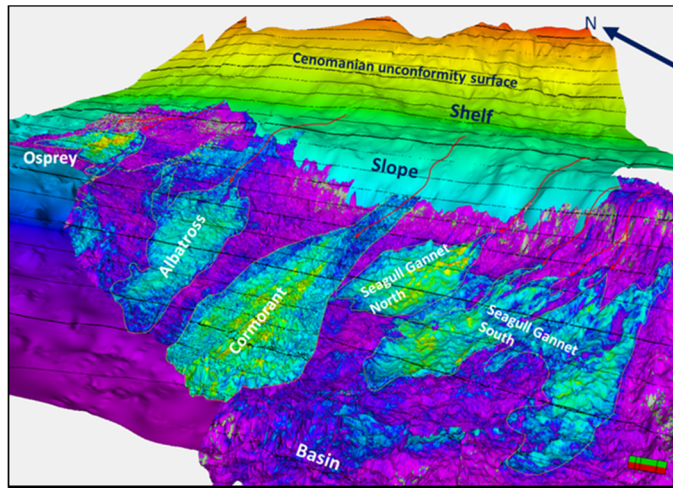 N
Cenomanian unconformity surface
Shelf
Slope
Osprey
Albatross
Cormorant
Seagull Gannet
North
Seagull Gannet
South
Basin